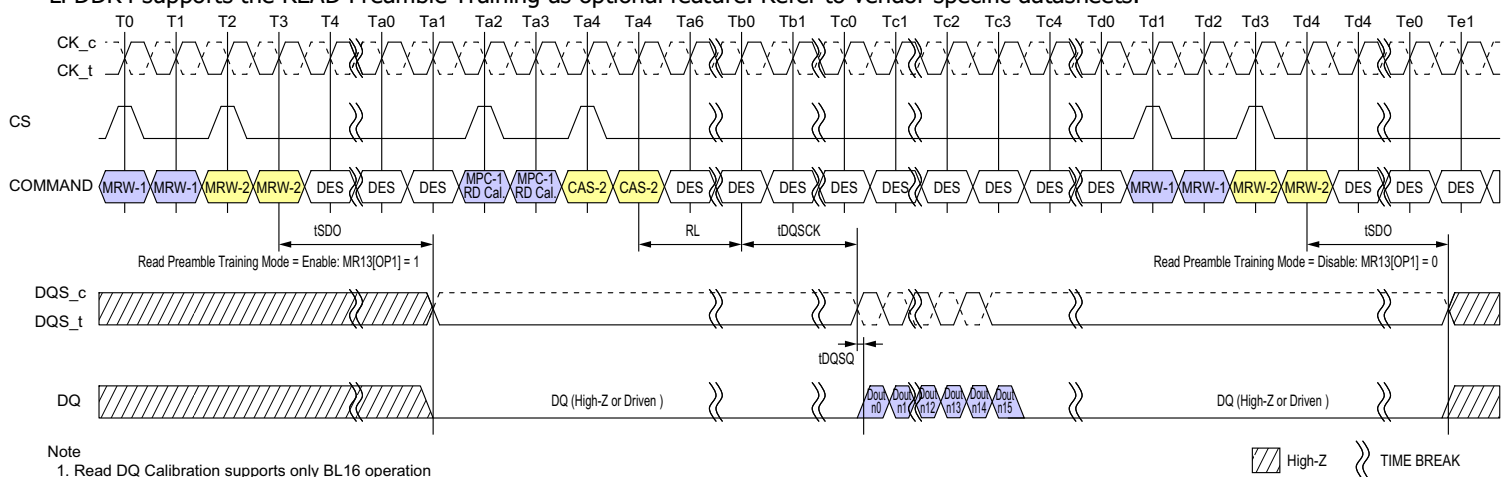 LPDDR4 supports the READ Preamble Training as optional feature. Refer to vendor specific datasheets.
T0 T1 T2 T3 T4 Ta0 Ta1 Ta2 Ta3 Ta4 Ta4 Ta6 Tb0 Tb1 Tc0 Tc1 Tc2 Tc3 Tc4 Td0 Td1 Td2 Td3 Td4 Td4 Te0 Te1
CK_c
CK_t
CS
COMMAND MRW-1 MRW-1 MRW-2 MRW-2 DES DES DES MPC-1 RD Cal. MPC-1 RD Cal. CAS-2 CAS-2 DES DES DES DES DES DES DES DES DES MRW-1 MRW-1 MRW-2 MRW-2 DES DES DES
tSDO RL tDQSCK tSDO
Read Preamble Training Mode = Enable: MR13[OP1] = 1 Read Preamble Training Mode = Disable: MR13[OP1] = 0
DQS_c
DQS_t
tDQSQ
DQ DQ (High-Z or Driven ) Dout n0 Dout n1 Dout n12 Dout n13 Dout n14 Dout n15 DQ (High-Z or Driven )
Note
1. Read DQ Calibration supports only BL16 operation
High-Z TIME BREAK